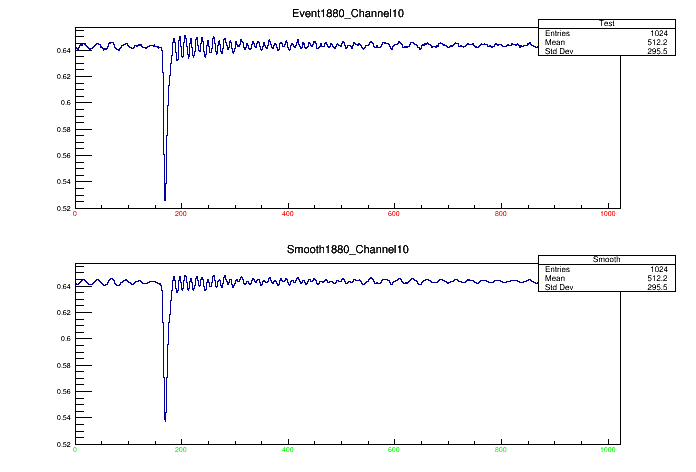 Event1880_Channel10
Test
Entries 1024
Mean 512.2
Std Dev 295.5
0.64
0.62
0.6
0.58
0.56
0.54
0.52
0 200 400 600 800 1000
Smooth1880_Channel10
Smooth
Entries 1024
Mean 512.2
Std Dev 295.5
0.64
0.62
0.6
0.58
0.56
0.54
0.52
0 200 400 600 800 1000